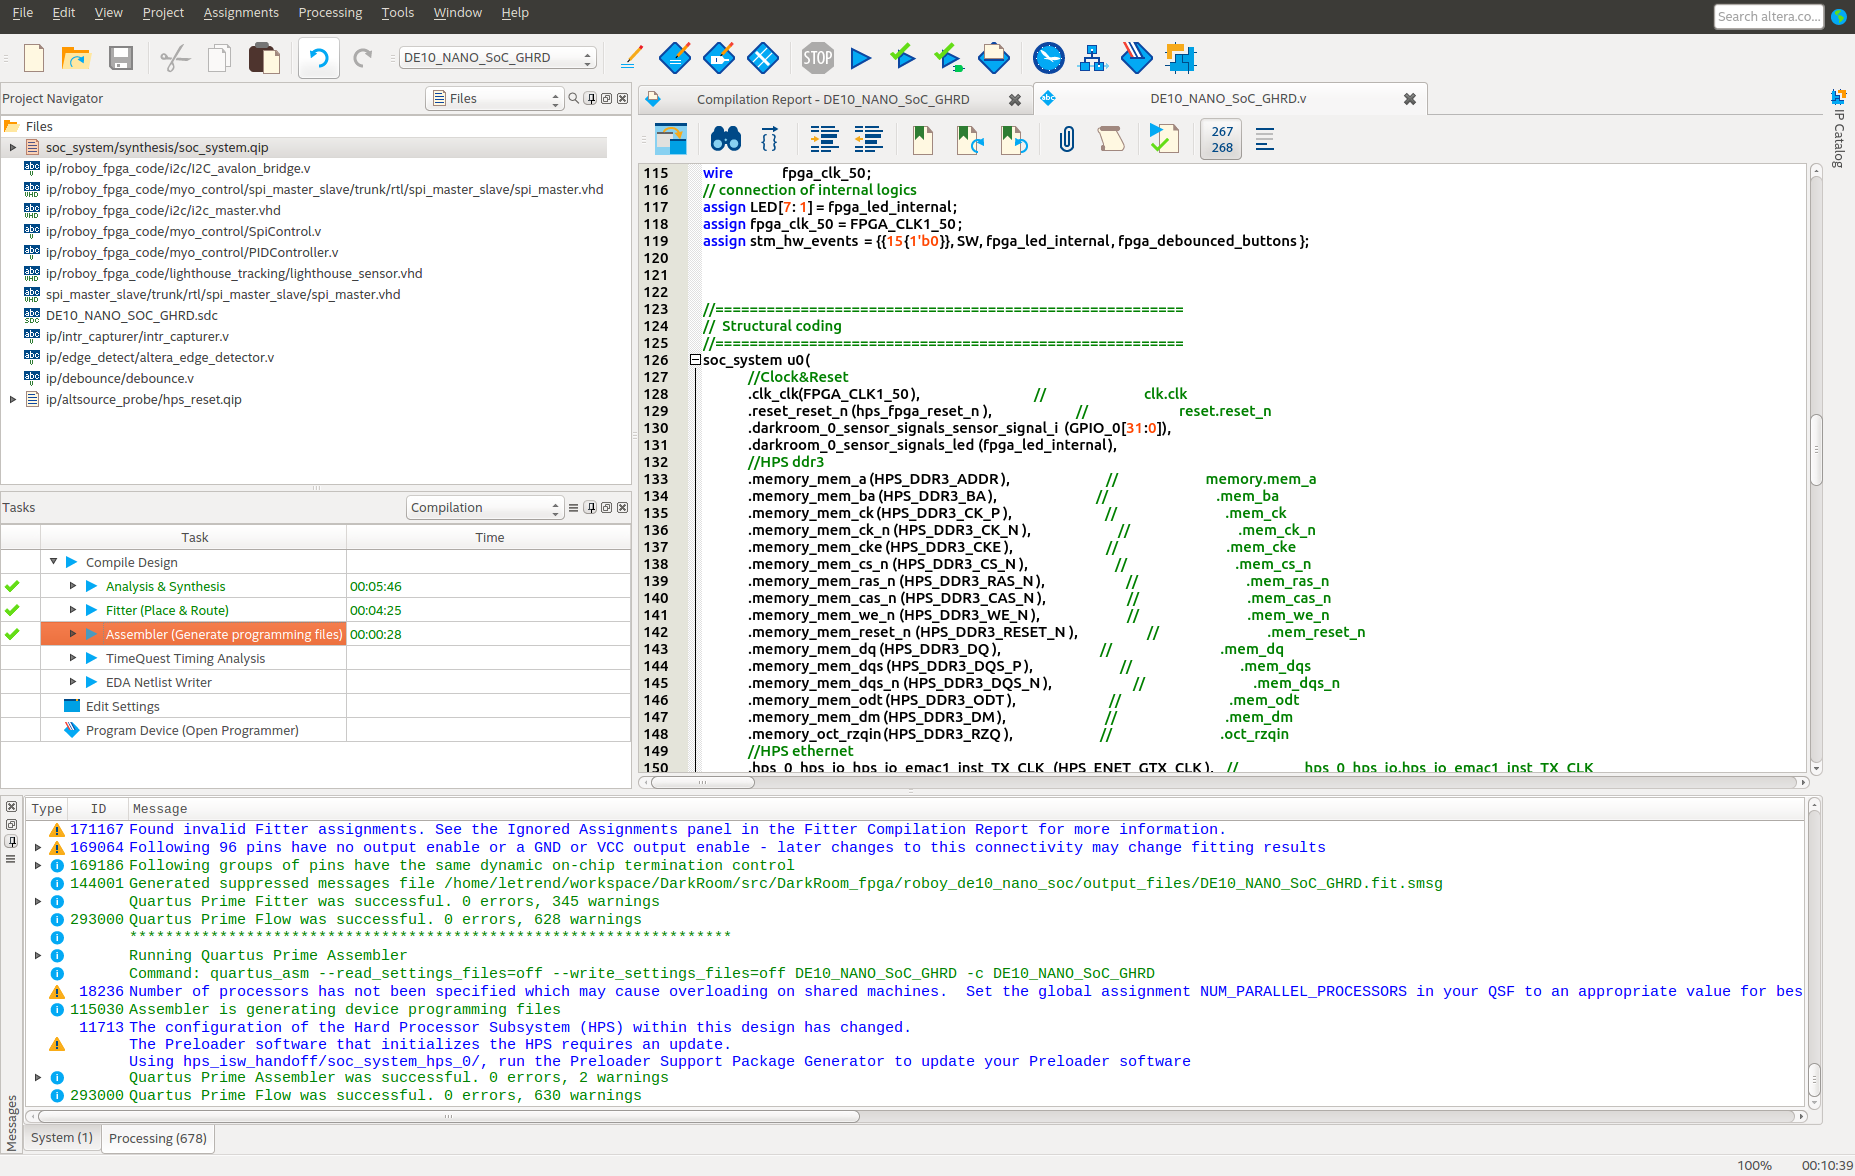 File Edit View Project Assignments Processing Tools Window Help
Search altera.co...
STOP
DE10_NANO_SoC_GHRD
Project Navigator
Files
Files
soc_system/synthesis/soc_system.qip
ip/roboy_fpga_code/i2c/I2C_avalon_bridge.v
ip/roboy_fpga_code/myo_control/spi_master_slave/trunk/rtl/spi_master_slave/spi_master.vhd
ip/roboy_fpga_code/i2c/i2c_master.vhd
ip/roboy_fpga_code/myo_control/SpiControl.v
ip/roboy_fpga_code/myo_control/PIDController.v
ip/roboy_fpga_code/lighthouse_tracking/lighthouse_sensor.vhd
spi_master_slave/trunk/rtl/spi_master_slave/spi_master.vhd
DE10_NANO_SOC_GHRD.sdc
ip/intr_capturer/intr_capturer.v
ip/edge_detect/altera_edge_detector.v
ip/debounce/debounce.v
ip/altsource_probe/hps_reset.qip
Tasks
Compilation
Task Time
Compile Design
Analysis & Synthesis 00:05:46
Fitter (Place & Route) 00:04:25
Assembler (Generate programming files) 00:00:28
TimeQuest Timing Analysis
EDA Netlist Writer
Edit Settings
Program Device (Open Programmer)
Compilation Report - DE10_NANO_SoC_GHRD
DE10_NANO_SoC_GHRD.v
267
268
IP Catalog
115 wire fpga_clk_50;
116 // connection of internal logics
117 assign LED[7: 1] = fpga_led_internal;
118 assign fpga_clk_50 = FPGA_CLK1_50;
119 assign stm_hw_events = {{15{1'b0}}, SW, fpga_led_internal, fpga_debounced_buttons };
120
121
122
123 //=======================================================
124 // Structural coding
125 //=======================================================
126 soc_system u0(
127 //Clock&Reset
128 .clk_clk(FPGA_CLK1_50 ), // clk.clk
129 .reset_reset_n (hps_fpga_reset_n ), // reset.reset_n
130 .darkroom_0_sensor_signals_sensor_signal_i (GPIO_0[31:0]),
131 .darkroom_0_sensor_signals_led (fpga_led_internal),
132 //HPS ddr3
133 .memory_mem_a (HPS_DDR3_ADDR), // memory.mem_a
134 .memory_mem_ba (HPS_DDR3_BA), // .mem_ba
135 .memory_mem_ck (HPS_DDR3_CK_P), // .mem_ck
136 .memory_mem_ck_n (HPS_DDR3_CK_N ), // .mem_ck_n
137 .memory_mem_cke (HPS_DDR3_CKE ), // .mem_cke
138 .memory_mem_cs_n (HPS_DDR3_CS_N ), // .mem_cs_n
139 .memory_mem_ras_n (HPS_DDR3_RAS_N ), // .mem_ras_n
140 .memory_mem_cas_n (HPS_DDR3_CAS_N ), // .mem_cas_n
141 .memory_mem_we_n (HPS_DDR3_WE_N ), // .mem_we_n
142 .memory_mem_reset_n (HPS_DDR3_RESET_N ), // .mem_reset_n
143 .memory_mem_dq (HPS_DDR3_DQ ), // .mem_dq
144 .memory_mem_dqs (HPS_DDR3_DQS_P ), // .mem_dqs
145 .memory_mem_dqs_n (HPS_DDR3_DQS_N ), // .mem_dqs_n
146 .memory_mem_odt (HPS_DDR3_ODT ), // .mem_odt
147 .memory_mem_dm (HPS_DDR3_DM ), // .mem_dm
148 .memory_oct_rzqin (HPS_DDR3_RZQ ), // .oct_rzqin
149 //HPS ethernet
150 .hps_0_hps_io_hps_io_emac1_inst_TX_CLK (HPS_ENET_GTX_CLK ), // hps_0_hps_io.hps_io_emac1_inst_TX_CLK
Type ID Message
171167 Found invalid Fitter assignments. See the Ignored Assignments panel in the Fitter Compilation Report for more information.
169064 Following 96 pins have no output enable or a GND or VCC output enable - later changes to this connectivity may change fitting results
169186 Following groups of pins have the same dynamic on-chip termination control
144001 Generated suppressed messages file /home/letrend/workspace/DarkRoom/src/DarkRoom_fpga/roboy_de10_nano_soc/output_files/DE10_NANO_SoC_GHRD.fit.smsg
Quartus Prime Fitter was successful. 0 errors, 345 warnings
293000 Quartus Prime Flow was successful. 0 errors, 628 warnings
*******************************************************************
Running Quartus Prime Assembler
Command: quartus_asm --read_settings_files=off --write_settings_files=off DE10_NANO_SoC_GHRD -c DE10_NANO_SoC_GHRD
18236 Number of processors has not been specified which may cause overloading on shared machines.  Set the global assignment NUM_PARALLEL_PROCESSORS in your QSF to an appropriate value for bes
115030 Assembler is generating device programming files
11713 The configuration of the Hard Processor Subsystem (HPS) within this design has changed.
The Preloader software that initializes the HPS requires an update.
Using hps_isw_handoff/soc_system_hps_0/, run the Preloader Support Package Generator to update your Preloader software
Quartus Prime Assembler was successful. 0 errors, 2 warnings
293000 Quartus Prime Flow was successful. 0 errors, 630 warnings
Messages
System (1) Processing (678)
100% 00:10:39